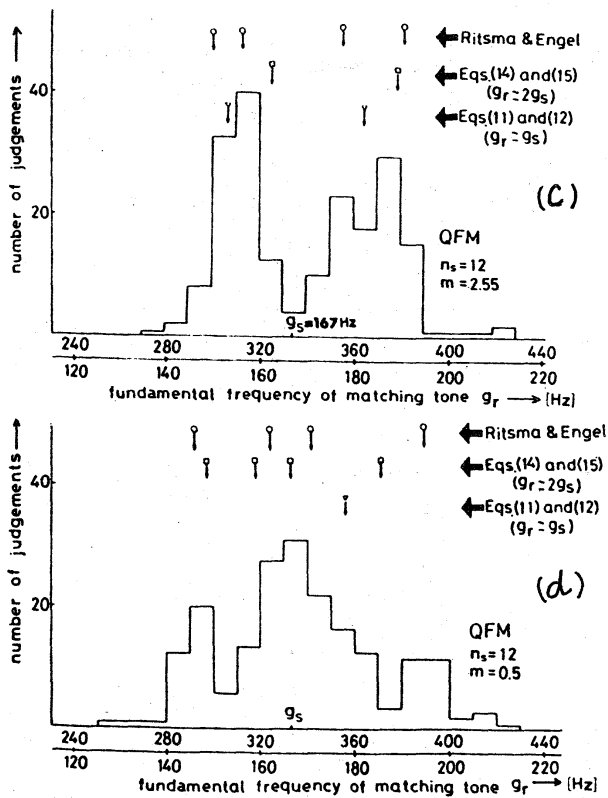 number of judgements
40
20
Ritsma & Engel
Eqs.(14) and(15)
(gr ≃ 2gs)
Eqs.(11) and(12)
(gr ≃ gs)
(C)
QFM
ns = 12
m = 2.55
gs = 167 Hz
240 280 320 360 400 440
120 140 160 180 200 220
fundamental frequency of matching tone gr → [Hz]
number of judgements
40
20
Ritsma & Engel
Eqs.(14) and(15)
(gr ≃ 2gs)
Eqs.(11) and(12)
(gr ≃ gs)
(d)
QFM
ns = 12
m = 0.5
gs
240 280 320 360 400 440
120 140 160 180 200 220
fundamental frequency of matching tone gr → [Hz]